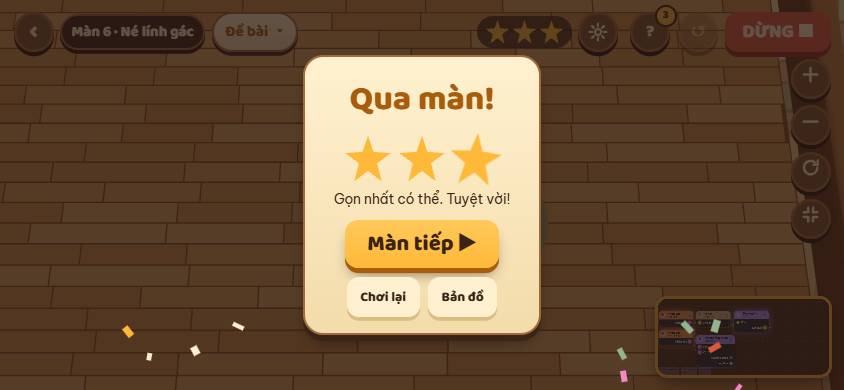 Màn 6 • Né lính gác
Đề bài
?
3
DỪNG
Qua màn!
Gọn nhất có thể. Tuyệt vời!
Màn tiếp
Chơi lại
Bản đồ